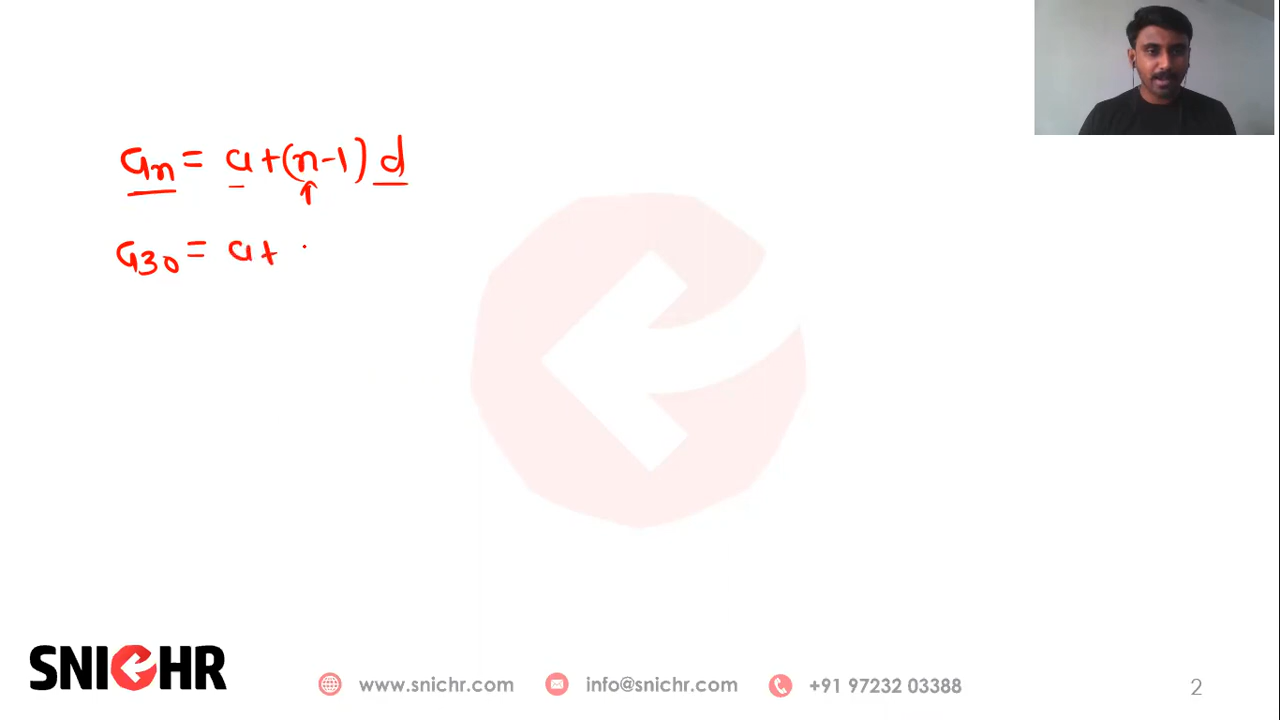 aₙ = a + (n-1) d
a₃₀ = a +
SNICHR
www.snichr.com info@snichr.com +91 97232 03388 2